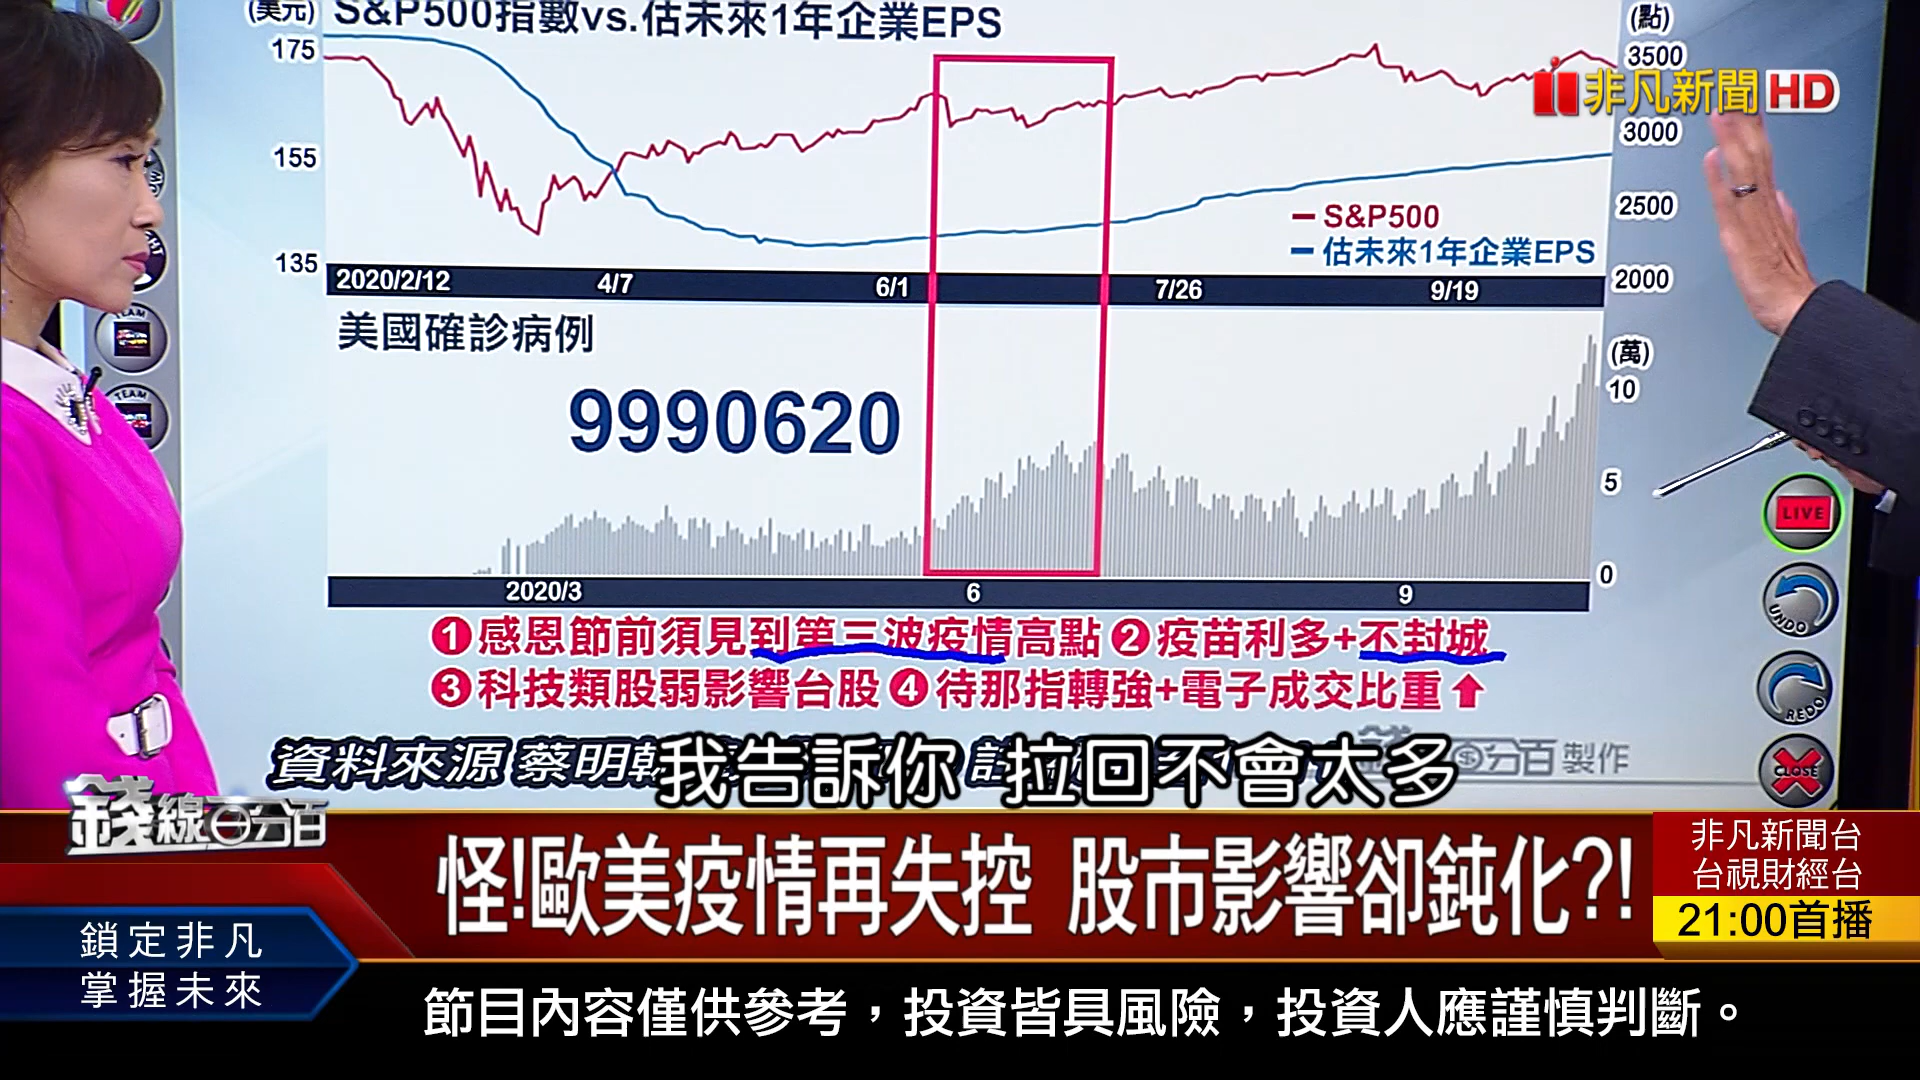 (美元) S&P500指數vs.估未來1年企業EPS (點)
175
155
135
3500
3000
2500
2000
非凡新聞 HD
S&P500
估未來1年企業EPS
2020/2/12 4/7 6/1 7/26 9/19
美國確診病例
9990620
(萬)
10
5
0
2020/3 6 9
❶感恩節前須見到第三波疫情高點❷疫苗利多+不封城
❸科技類股弱影響台股❹待那指轉強+電子成交比重⬆
資料來源 蔡明
製作
我告訴你 拉回不會太多
TEAM
TEAM
LIVE
UNDO
REDO
CLOSE
錢線百分百
怪!歐美疫情再失控 股市影響卻鈍化?!
非凡新聞台
台視財經台
21:00首播
鎖定非凡
掌握未來
節目內容僅供參考，投資皆具風險，投資人應謹慎判斷。